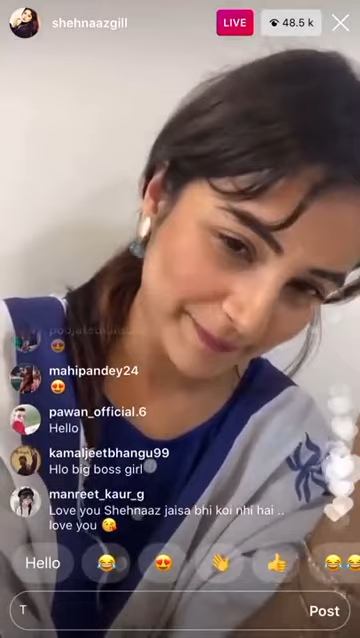 shehnaazgill
LIVE
48.5 k
😍
mahipandey24
😍
pawan_official.6
Hello
kamaljeetbhangu99
Hlo big boss girl
manreet_kaur_g
Love you Shehnaaz jaisa bhi koi nhi hai ..
love you 😘
Hello 😂 😍 👋 👍 😂😂
T
Post